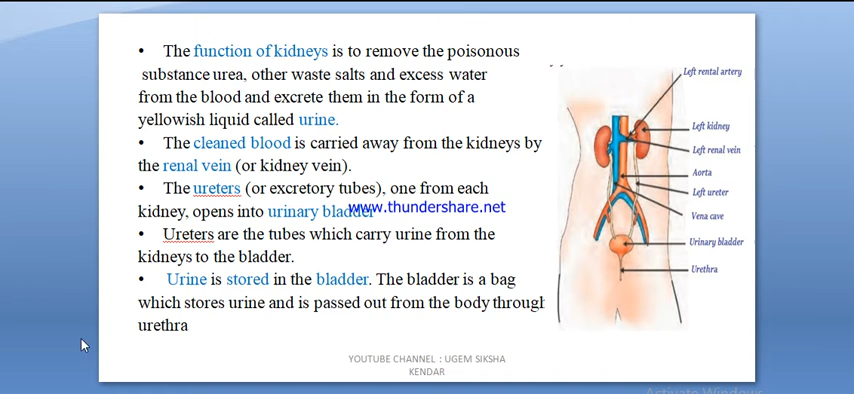 • The function of kidneys is to remove the poisonous
substance urea, other waste salts and excess water
from the blood and excrete them in the form of a
yellowish liquid called urine.
• The cleaned blood is carried away from the kidneys by
the renal vein (or kidney vein).
• The ureters (or excretory tubes), one from each
kidney, opens into urinary bladder
www.thundershare.net
• Ureters are the tubes which carry urine from the
kidneys to the bladder.
• Urine is stored in the bladder. The bladder is a bag
which stores urine and is passed out from the body through
urethra
Left rental artery
Left kidney
Left renal vein
Aorta
Left ureter
Vena cave
Urinary bladder
Urethra
YOUTUBE CHANNEL : UGEM SIKSHA
KENDAR
Activate Windows